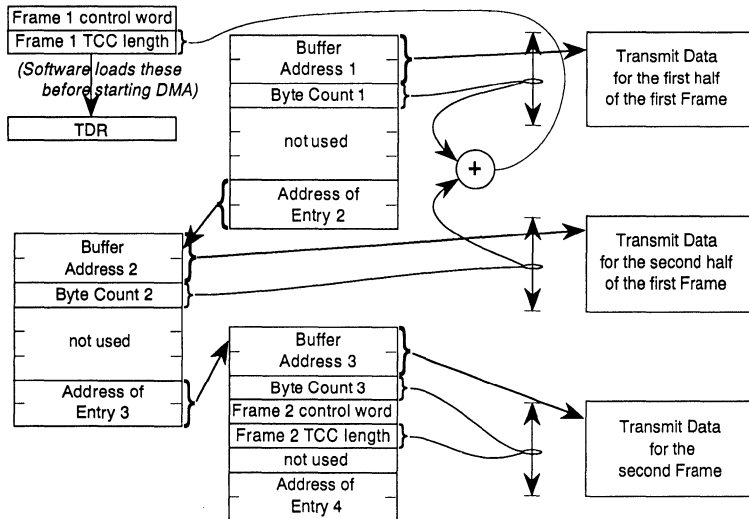 Frame 1 control word
Frame 1 TCC length
(Software loads these
before starting DMA)
TDR
Buffer
Address 1
Byte Count 1
not used
Address of
Entry 2
Transmit Data
for the first half
of the first Frame
+
Buffer
Address 2
Byte Count 2
not used
Address of
Entry 3
Transmit Data
for the second half
of the first Frame
Buffer
Address 3
Byte Count 3
Frame 2 control word
Frame 2 TCC length
not used
Address of
Entry 4
Transmit Data
for the
second Frame